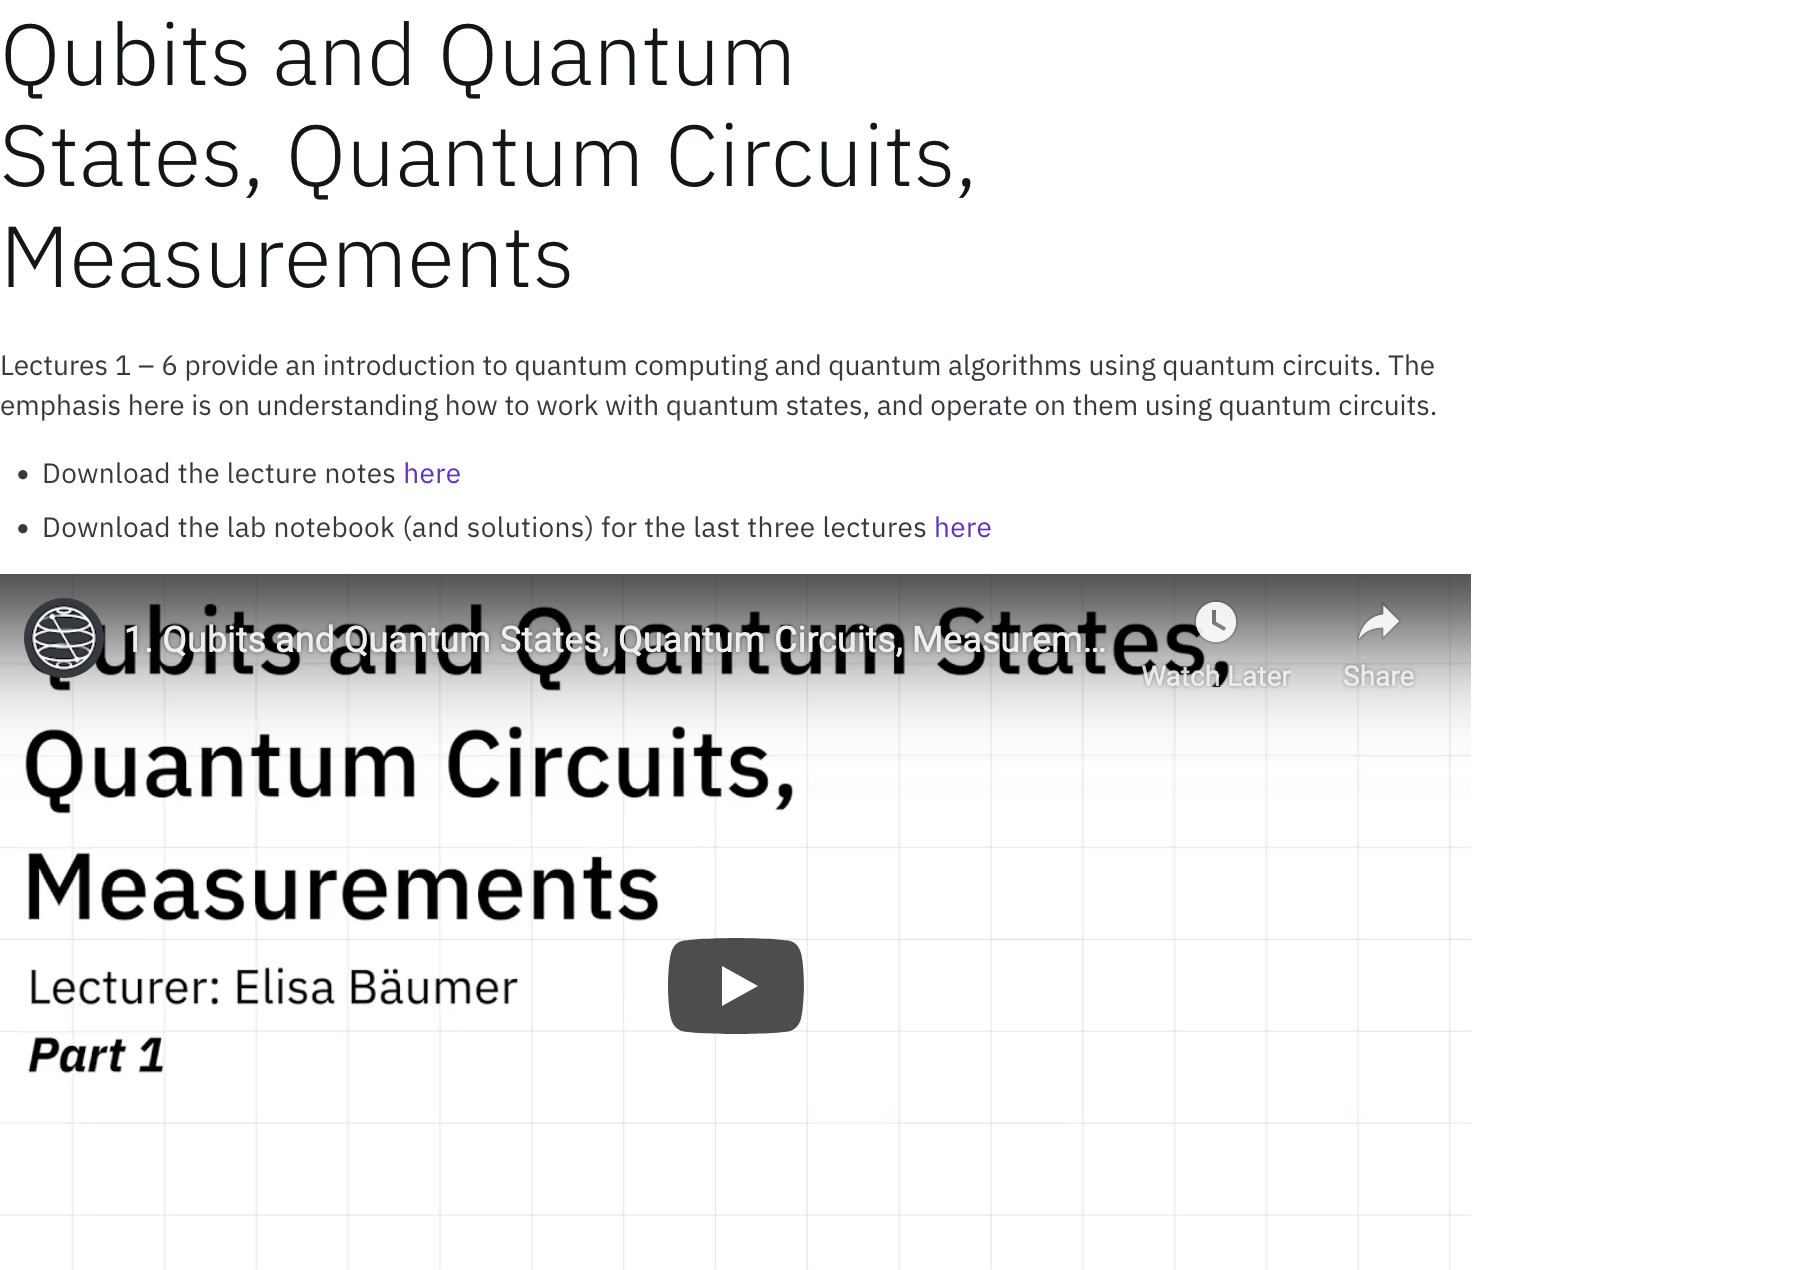 Qubits and Quantum
States, Quantum Circuits,
Measurements
Lectures 1 – 6 provide an introduction to quantum computing and quantum algorithms using quantum circuits. The
emphasis here is on understanding how to work with quantum states, and operate on them using quantum circuits.
Download the lecture notes here
Download the lab notebook (and solutions) for the last three lectures here
1. Qubits and Quantum States, Quantum Circuits, Measurem...
Watch Later
Share
Qubits and Quantum States,
Quantum Circuits,
Measurements
Lecturer: Elisa Bäumer
Part 1